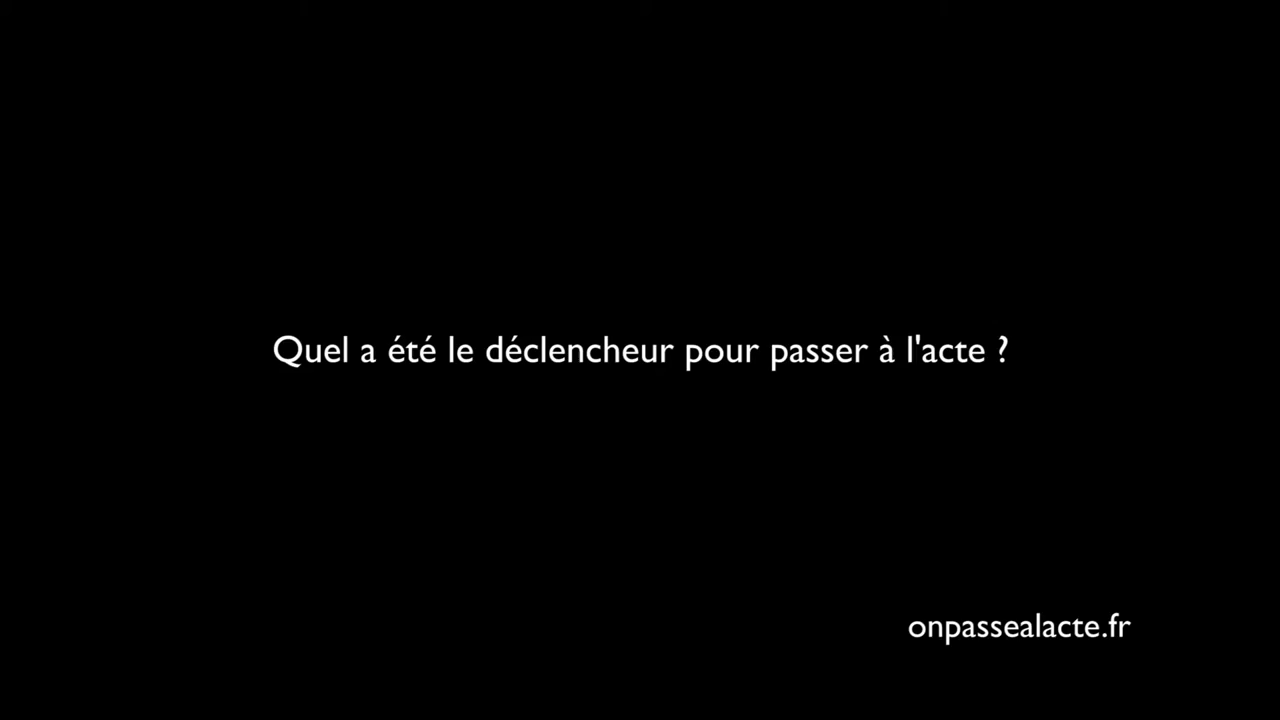 Quel a été le déclencheur pour passer à l'acte ?
onpassealacte.fr